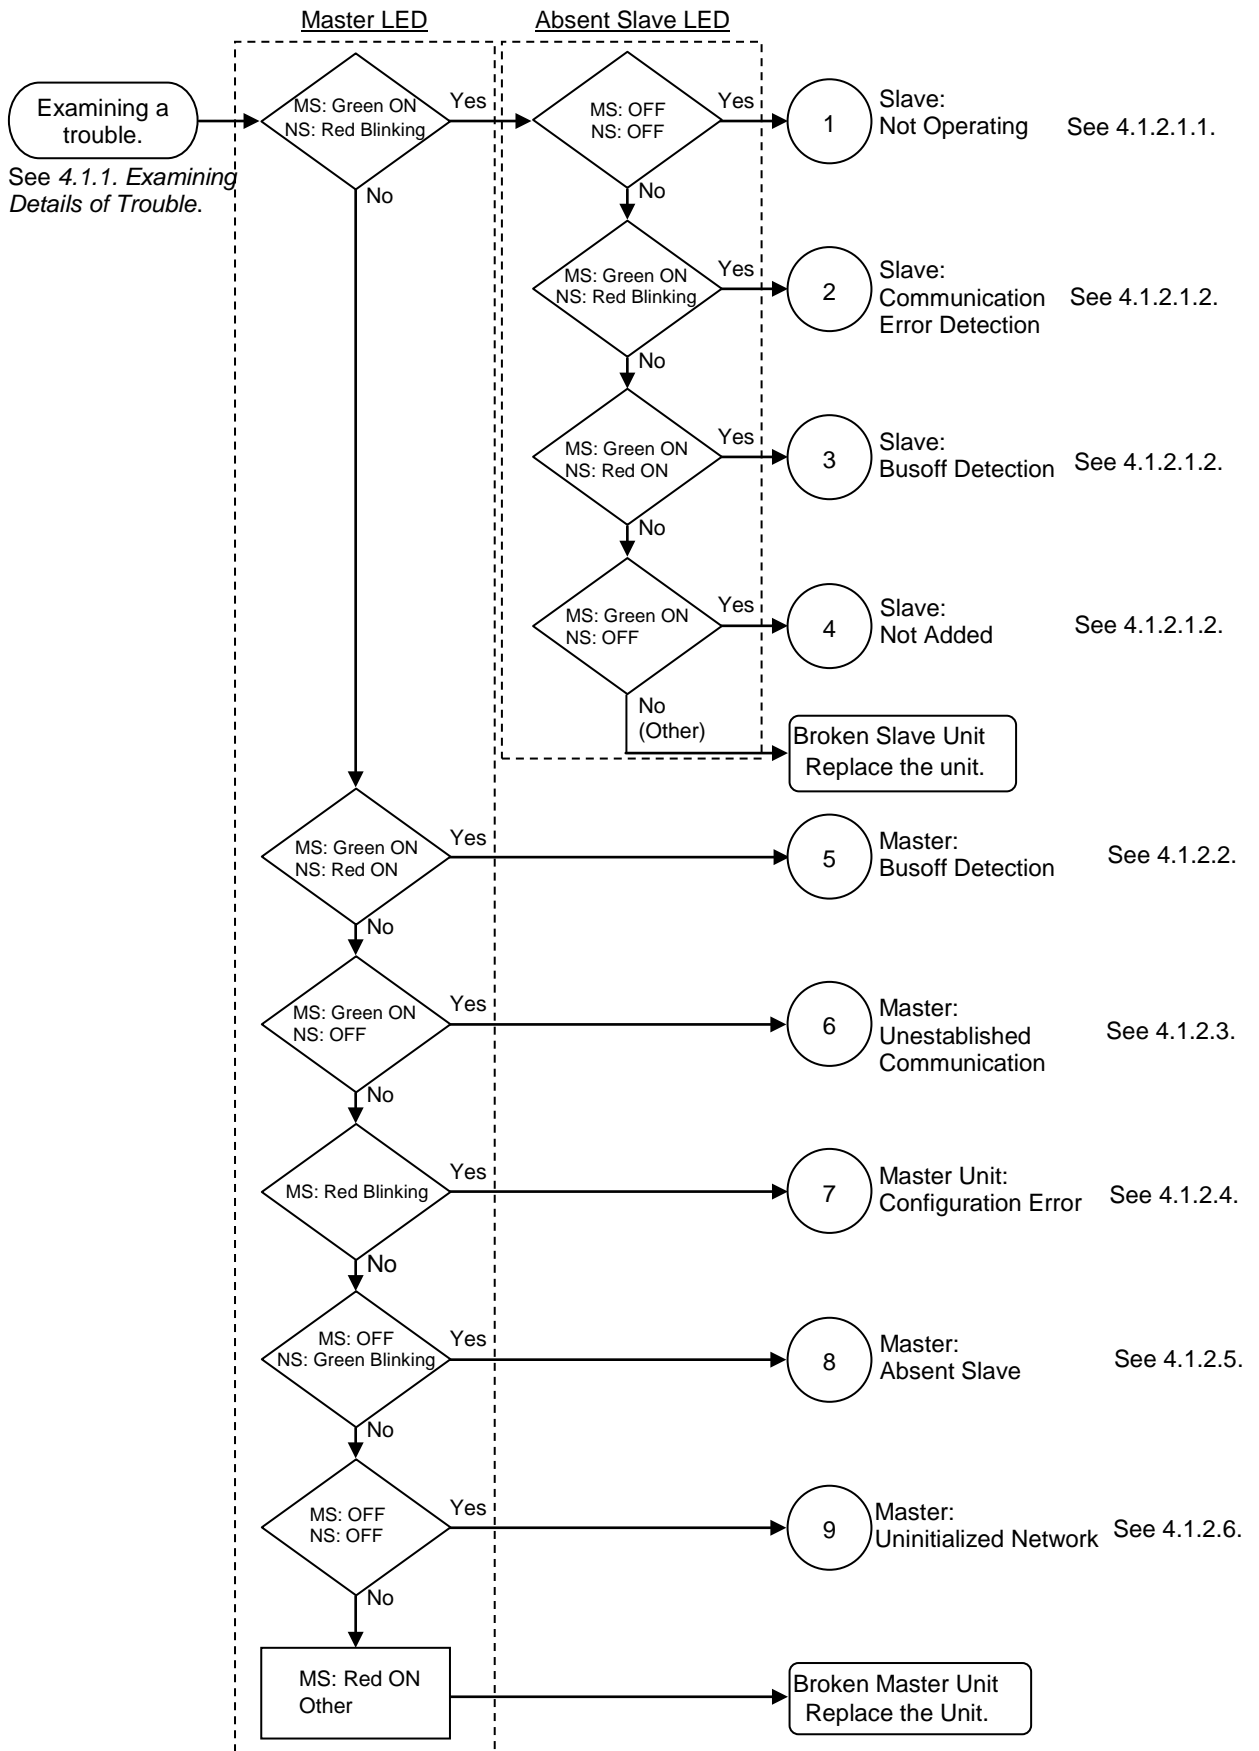 Master LED
Absent Slave LED
Examining a
trouble.
See 4.1.1. Examining
Details of Trouble.
MS: Green ON
NS: Red Blinking
Yes
No
MS: OFF
NS: OFF
Yes
No
1
Slave:
Not Operating
See 4.1.2.1.1.
MS: Green ON
NS: Red Blinking
Yes
No
2
Slave:
Communication
Error Detection
See 4.1.2.1.2.
MS: Green ON
NS: Red ON
Yes
No
3
Slave:
Busoff Detection
See 4.1.2.1.2.
MS: Green ON
NS: OFF
Yes
No
(Other)
4
Slave:
Not Added
See 4.1.2.1.2.
Broken Slave Unit
Replace the unit.
MS: Green ON
NS: Red ON
Yes
No
5
Master:
Busoff Detection
See 4.1.2.2.
MS: Green ON
NS: OFF
Yes
No
6
Master:
Unestablished
Communication
See 4.1.2.3.
MS: Red Blinking
Yes
No
7
Master Unit:
Configuration Error
See 4.1.2.4.
MS: OFF
NS: Green Blinking
Yes
No
8
Master:
Absent Slave
See 4.1.2.5.
MS: OFF
NS: OFF
Yes
No
9
Master:
Uninitialized Network
See 4.1.2.6.
MS: Red ON
Other
Broken Master Unit
Replace the Unit.